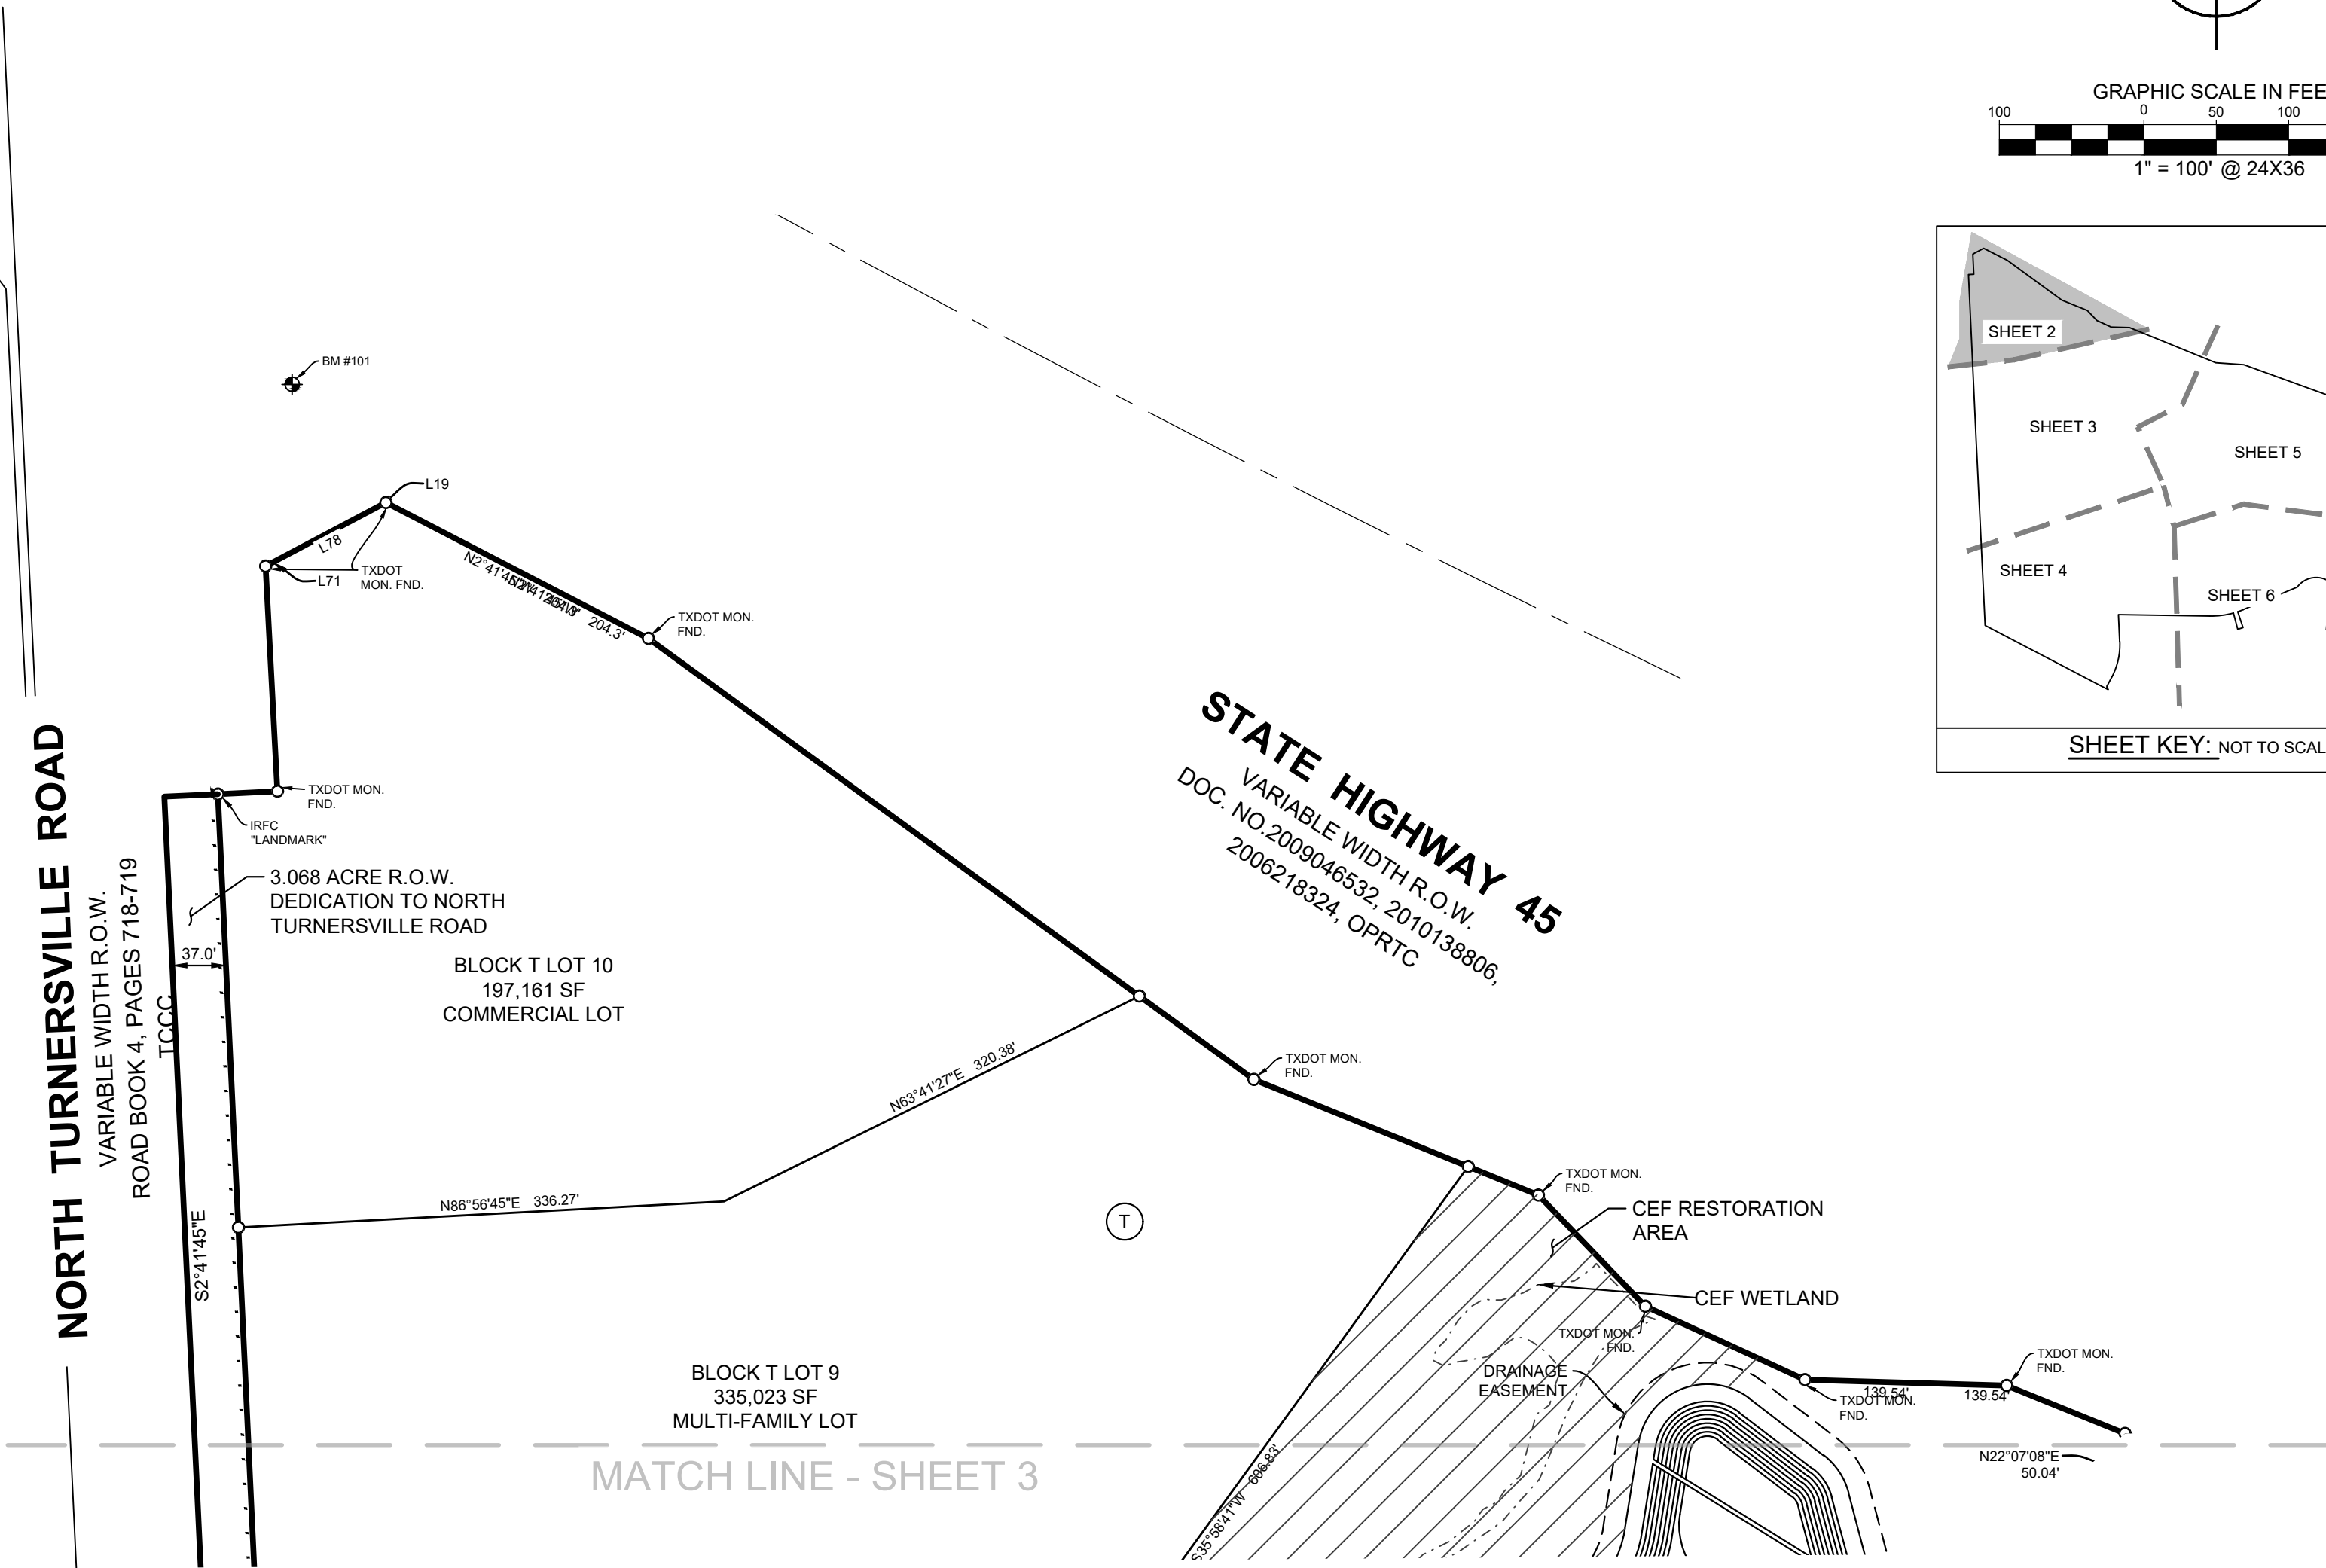 GRAPHIC SCALE IN FEE
100
0
50
100
1" = 100' @ 24X36
BM #101
L19
L78
L71
TXDOT
MON. FND.
204.3'
TXDOT MON.
FND.
SHEET 2
SHEET 3
SHEET 5
SHEET 4
SHEET 6
SHEET KEY: NOT TO SCAL
STATE HIGHWAY 45
VARIABLE WIDTH R.O.W.
DOC. NO.2009046532, 2010138806,
2006218324, OPRTC
NORTH TURNERSVILLE ROAD
VARIABLE WIDTH R.O.W.
ROAD BOOK 4, PAGES 718-719
TCCC
TXDOT MON.
FND.
IRFC
"LANDMARK"
3.068 ACRE R.O.W.
DEDICATION TO NORTH
TURNERSVILLE ROAD
37.0'
BLOCK T LOT 10
197,161 SF
COMMERCIAL LOT
N63°41'27"E 320.38'
TXDOT MON.
FND.
N86°56'45"E 336.27'
S2°41'45"E
T
TXDOT MON.
FND.
CEF RESTORATION
AREA
CEF WETLAND
TXDOT MON.
FND.
DRAINAGE
EASEMENT
TXDOT MON.
FND.
139.54'
139.54'
TXDOT MON.
FND.
BLOCK T LOT 9
335,023 SF
MULTI-FAMILY LOT
MATCH LINE - SHEET 3
S35°58'41"W 606.83'
N22°07'08"E
50.04'